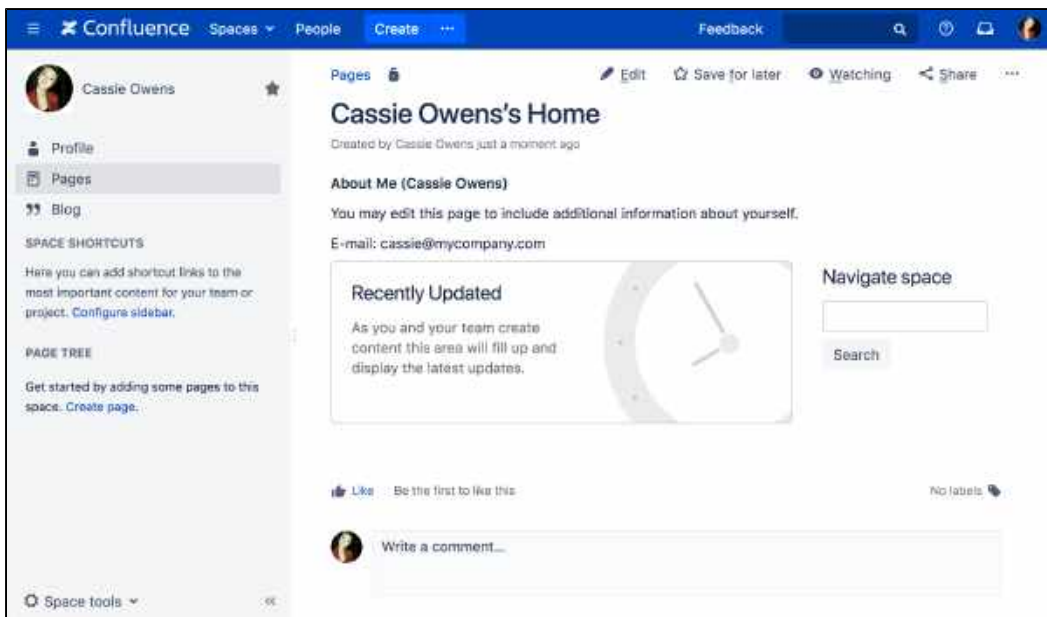 Confluence Spaces People Create ... Feedback
Cassie Owens
Profile
Pages
Blog
SPACE SHORTCUTS
Here you can add shortcut links to the
most important content for your team or
project. Configure sidebar.
PAGE TREE
Get started by adding some pages to this
space. Create page.
Space tools
Pages Edit Save for later Watching Share ...
Cassie Owens's Home
Created by Cassie Owens just a moment ago
About Me (Cassie Owens)
You may edit this page to include additional information about yourself.
E-mail: cassie@mycompany.com
Recently Updated
As you and your team create
content this area will fill up and
display the latest updates.
Navigate space
Search
Like Be the first to like this No labels
Write a comment...